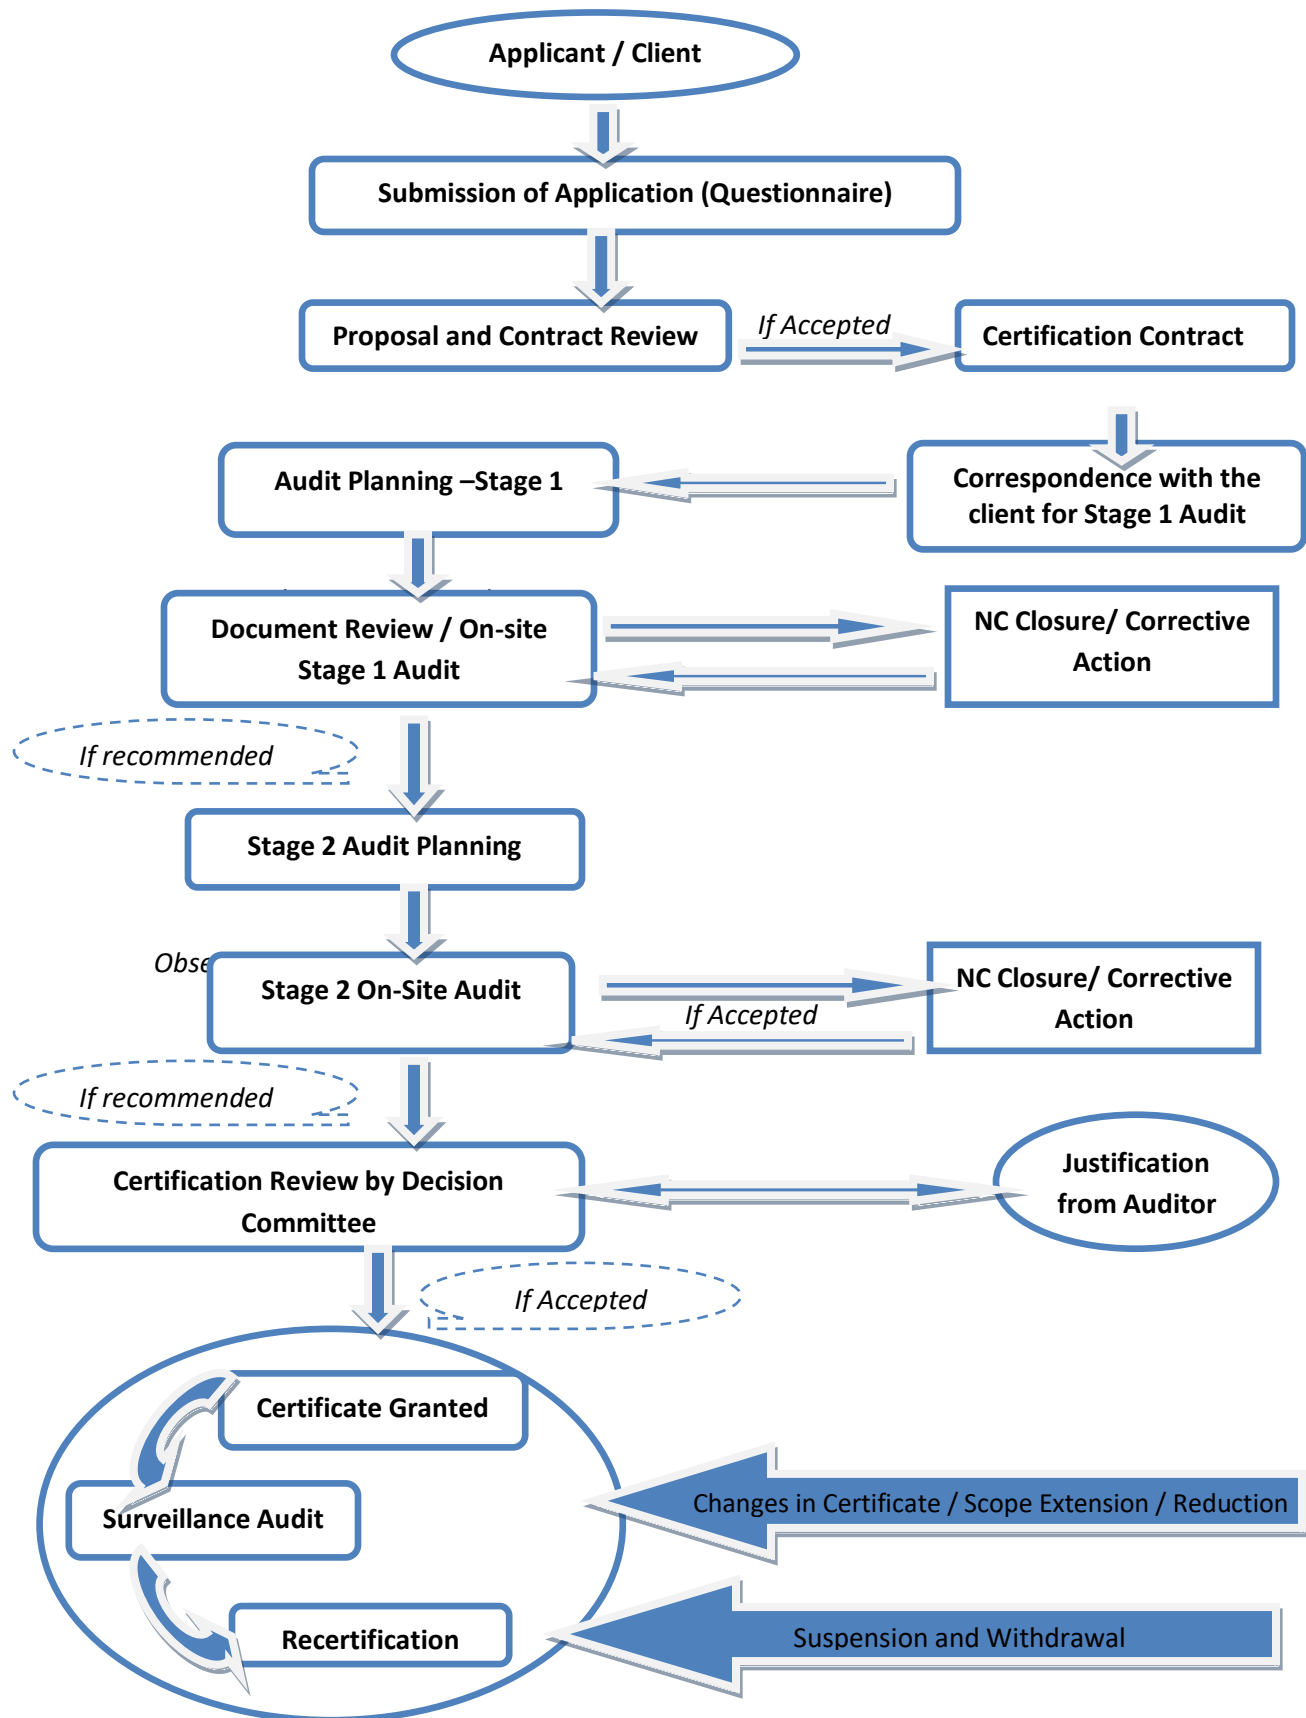 Applicant / Client
Submission of Application (Questionnaire)
Proposal and Contract Review
If Accepted
Certification Contract
Audit Planning –Stage 1
Correspondence with the
client for Stage 1 Audit
Document Review / On-site
Stage 1 Audit
NC Closure/ Corrective
Action
If recommended
Stage 2 Audit Planning
Stage 2 On-Site Audit
If Accepted
NC Closure/ Corrective
Action
If recommended
Certification Review by Decision
Committee
Justification
from Auditor
If Accepted
Certificate Granted
Surveillance Audit
Changes in Certificate / Scope Extension / Reduction
Recertification
Suspension and Withdrawal